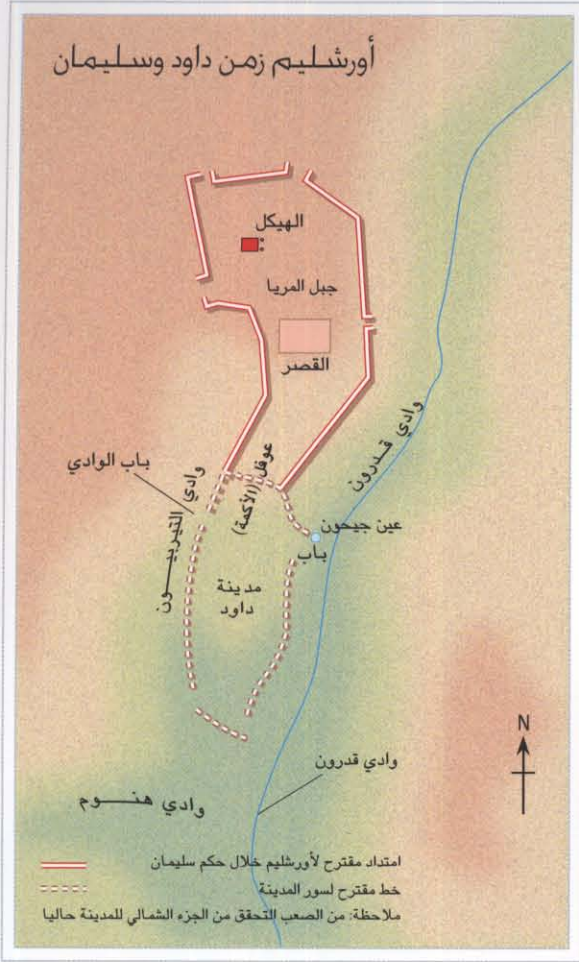 أورشليم زمن داود وسليمان
الهيكل
جبل المريا
القصر
عوفل (الأكمة)
وادي قدرون
باب الوادي
وادي التيربيـــون
عين جيحون
باب
مدينة
داود
N
وادي قدرون
وادي هنـــوم
امتداد مقترح لأورشليم خلال حكم سليمان
خط مقترح لسور المدينة
ملاحظة: من الصعب التحقق من الجزء الشمالي للمدينة حاليا